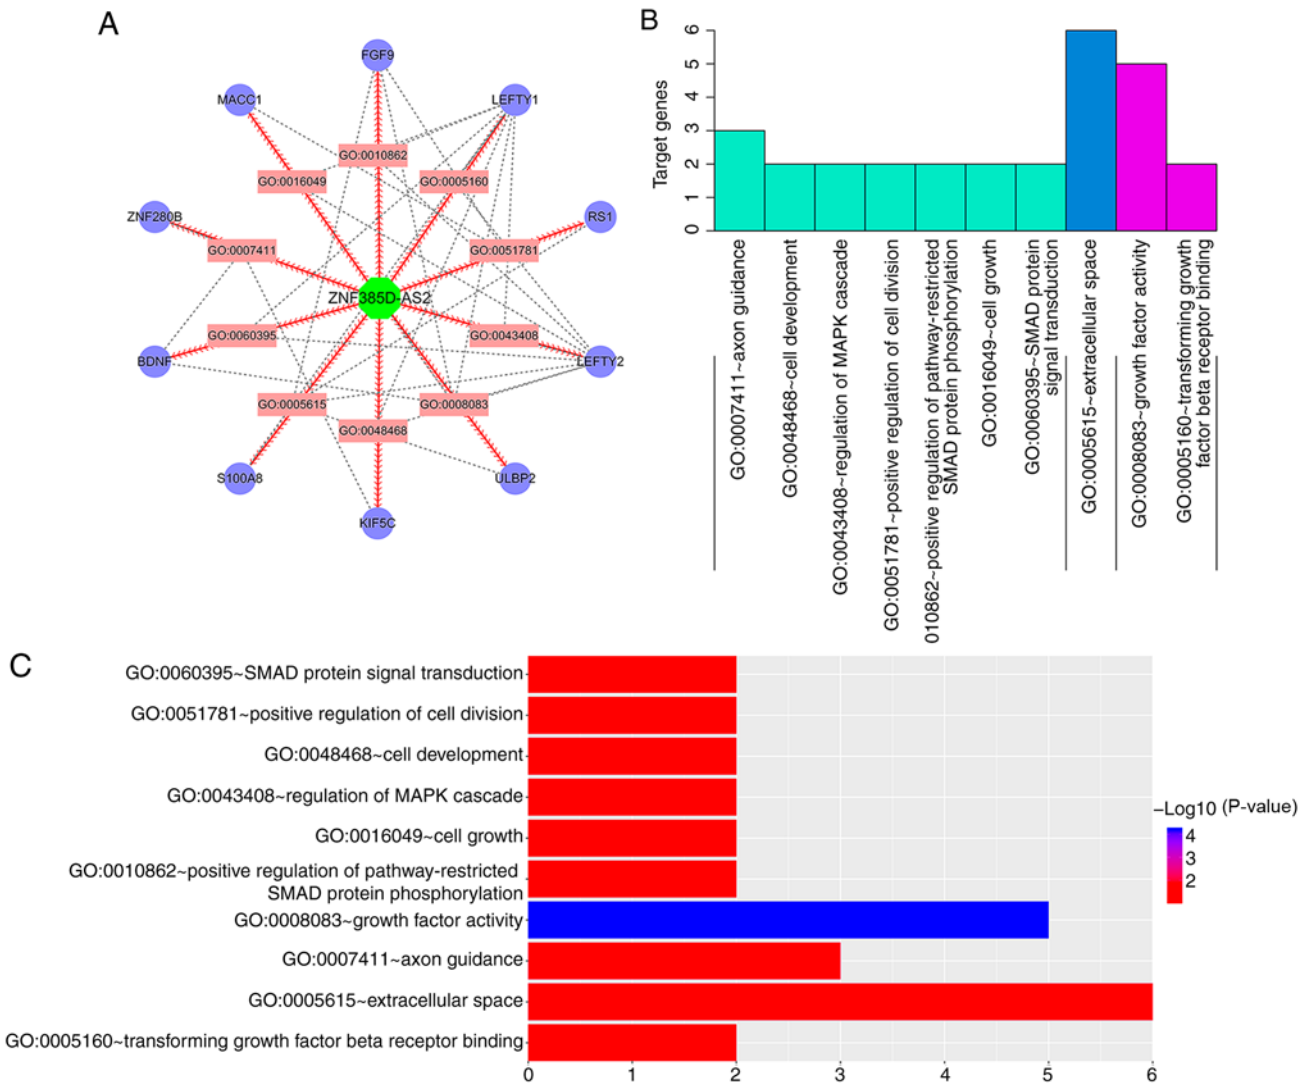 A
FGF9
MACC1
LEFTY1
GO:0010862
GO:0016049
GO:0005160
ZNF280B
RS1
GO:0007411
GO:0051781
ZNF385D-AS2
GO:0060395
GO:0043408
BDNF
LEFTY2
GO:0005615
GO:0008083
GO:0048468
S100A8
ULBP2
KIF5C
B
Target genes
6
5
4
3
2
1
0
GO:0007411~axon guidance
GO:0048468~cell development
GO:0043408~regulation of MAPK cascade
GO:0051781~positive regulation of cell division
010862~positive regulation of pathway-restricted
SMAD protein phosphorylation
GO:0016049~cell growth
GO:0060395~SMAD protein
signal transduction
GO:0005615~extracellular space
GO:0008083~growth factor activity
GO:0005160~transforming growth
factor beta receptor binding
C
GO:0060395~SMAD protein signal transduction
GO:0051781~positive regulation of cell division
GO:0048468~cell development
GO:0043408~regulation of MAPK cascade
GO:0016049~cell growth
GO:0010862~positive regulation of pathway-restricted
SMAD protein phosphorylation
GO:0008083~growth factor activity
GO:0007411~axon guidance
GO:0005615~extracellular space
GO:0005160~transforming growth factor beta receptor binding
0 1 2 3 4 5 6
−Log10 (P-value)
4
3
2